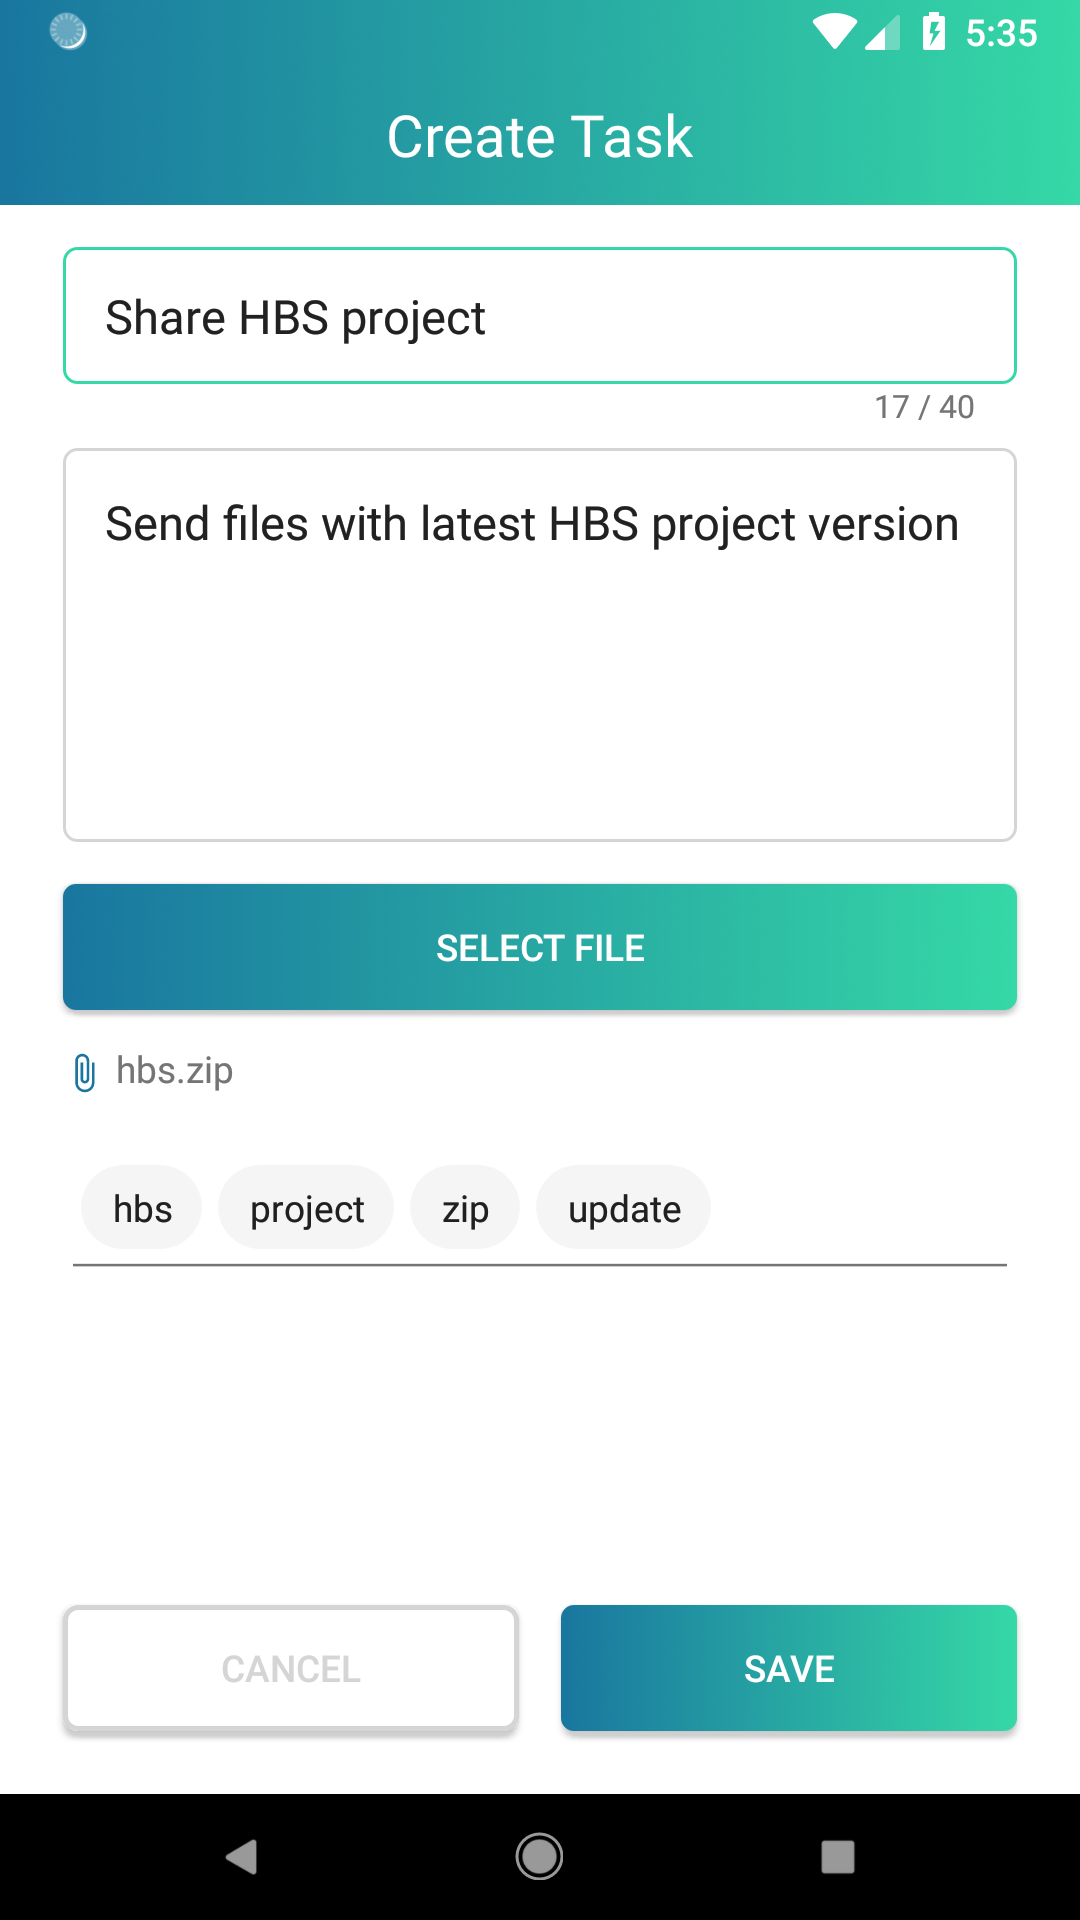 5:35
Create Task
Share HBS project
17 / 40
Send files with latest HBS project version
SELECT FILE
hbs.zip
hbs project zip update
CANCEL SAVE